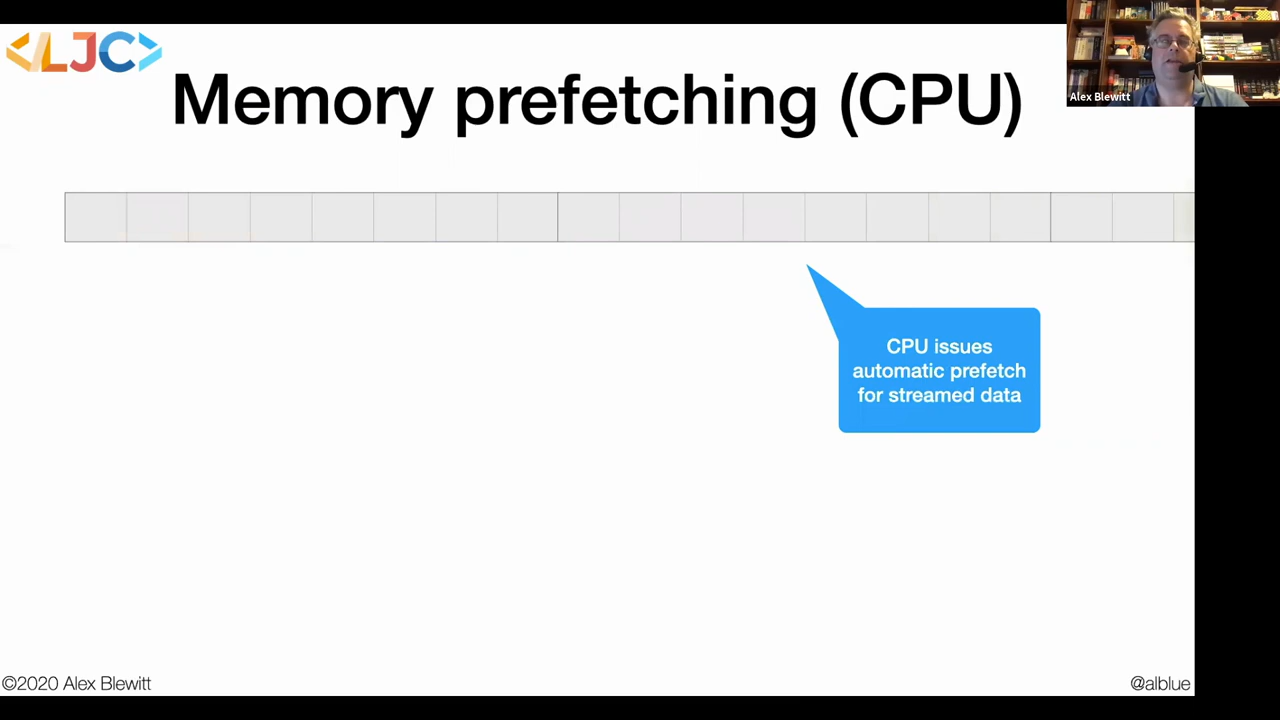 <LJC>
Memory prefetching (CPU)
Alex Blewitt
CPU issues
automatic prefetch
for streamed data
©2020 Alex Blewitt
@alblue